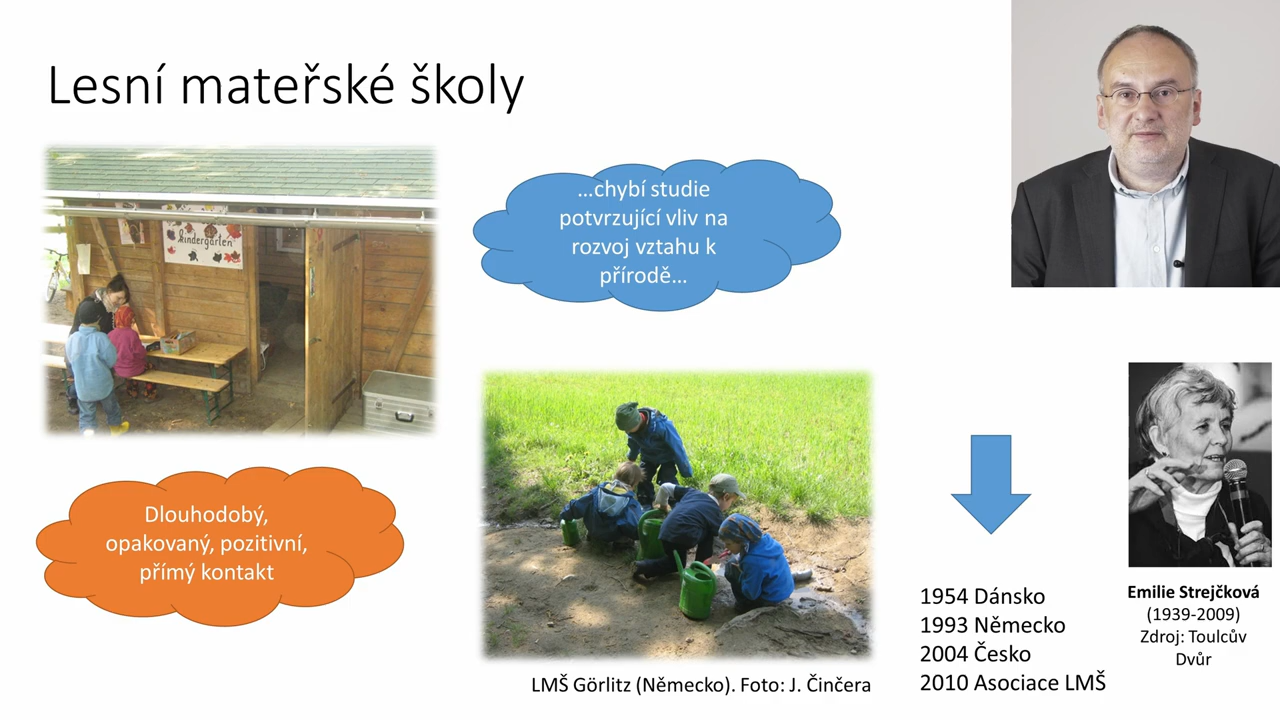 Lesní mateřské školy
kindergarten
...chybí studie
potvrzující vliv na
rozvoj vztahu k
přírodě...
Dlouhodobý,
opakovaný, pozitivní,
přímý kontakt
LMŠ Görlitz (Německo). Foto: J. Činčera
1954 Dánsko
1993 Německo
2004 Česko
2010 Asociace LMŠ
Emilie Strejčková
(1939-2009)
Zdroj: Toulcův
Dvůr